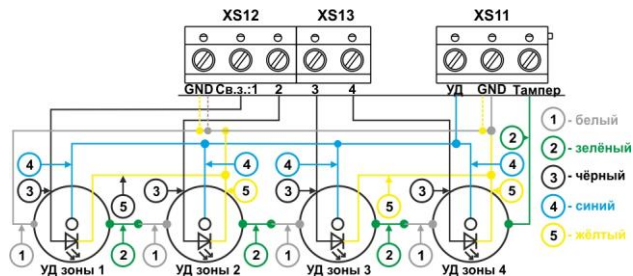 XS12 XS13 XS11
GND Св.з.:1 2 3 4 УД GND Тампер
1 - белый
2 - зелёный
3 - чёрный
4 - синий
5 - жёлтый
2
4 4 4 4
3 3 3 3
5 5 5 5
1 2 1 2 1 2 1
УД зоны 1 УД зоны 2 УД зоны 3 УД зоны 4